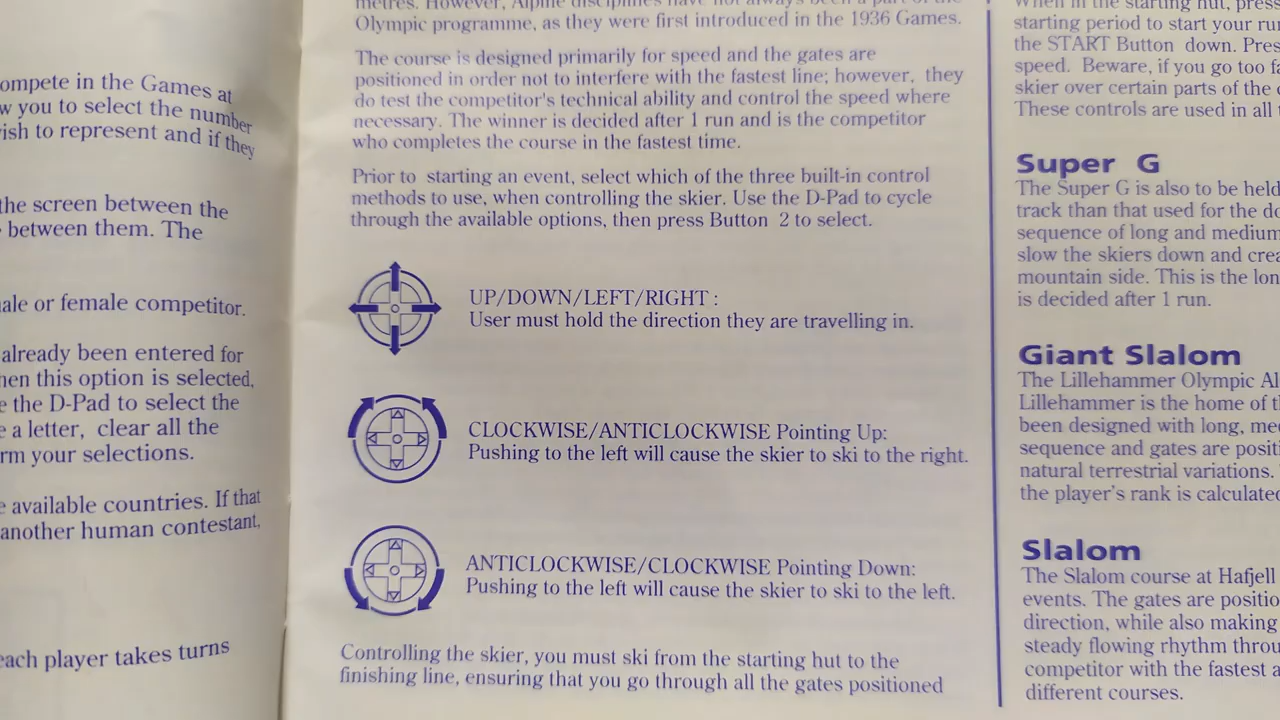 ompete in the Games at
w you to select the number
ish to represent and if they
the screen between the
between them. The
ale or female competitor.
already been entered for
hen this option is selected,
e the D-Pad to select the
e a letter, clear all the
rm your selections.
e available countries. If that
another human contestant,
each player takes turns
metres. However, Alpine disciplines have not always been a part of the
Olympic programme, as they were first introduced in the 1936 Games.
The course is designed primarily for speed and the gates are
positioned in order not to interfere with the fastest line; however, they
do test the competitor's technical ability and control the speed where
necessary. The winner is decided after 1 run and is the competitor
who completes the course in the fastest time.
Prior to starting an event, select which of the three built-in control
methods to use, when controlling the skier. Use the D-Pad to cycle
through the available options, then press Button 2 to select.
UP/DOWN/LEFT/RIGHT :
User must hold the direction they are travelling in.
CLOCKWISE/ANTICLOCKWISE Pointing Up:
Pushing to the left will cause the skier to ski to the right.
ANTICLOCKWISE/CLOCKWISE Pointing Down:
Pushing to the left will cause the skier to ski to the left.
Controlling the skier, you must ski from the starting hut to the
finishing line, ensuring that you go through all the gates positioned
When in the starting hut, press
starting period to start your ru
the START Button down. Pres
speed. Beware, if you go too fa
skier over certain parts of the
These controls are used in all
Super G
The Super G is also to be held
track than that used for the do
sequence of long and medium
slow the skiers down and crea
mountain side. This is the lon
is decided after 1 run.
Giant Slalom
The Lillehammer Olympic Al
Lillehammer is the home of t
been designed with long, me
sequence and gates are positi
natural terrestrial variations.
the player's rank is calculated
Slalom
The Slalom course at Hafjell
events. The gates are positio
direction, while also making
steady flowing rhythm throu
competitor with the fastest a
different courses.